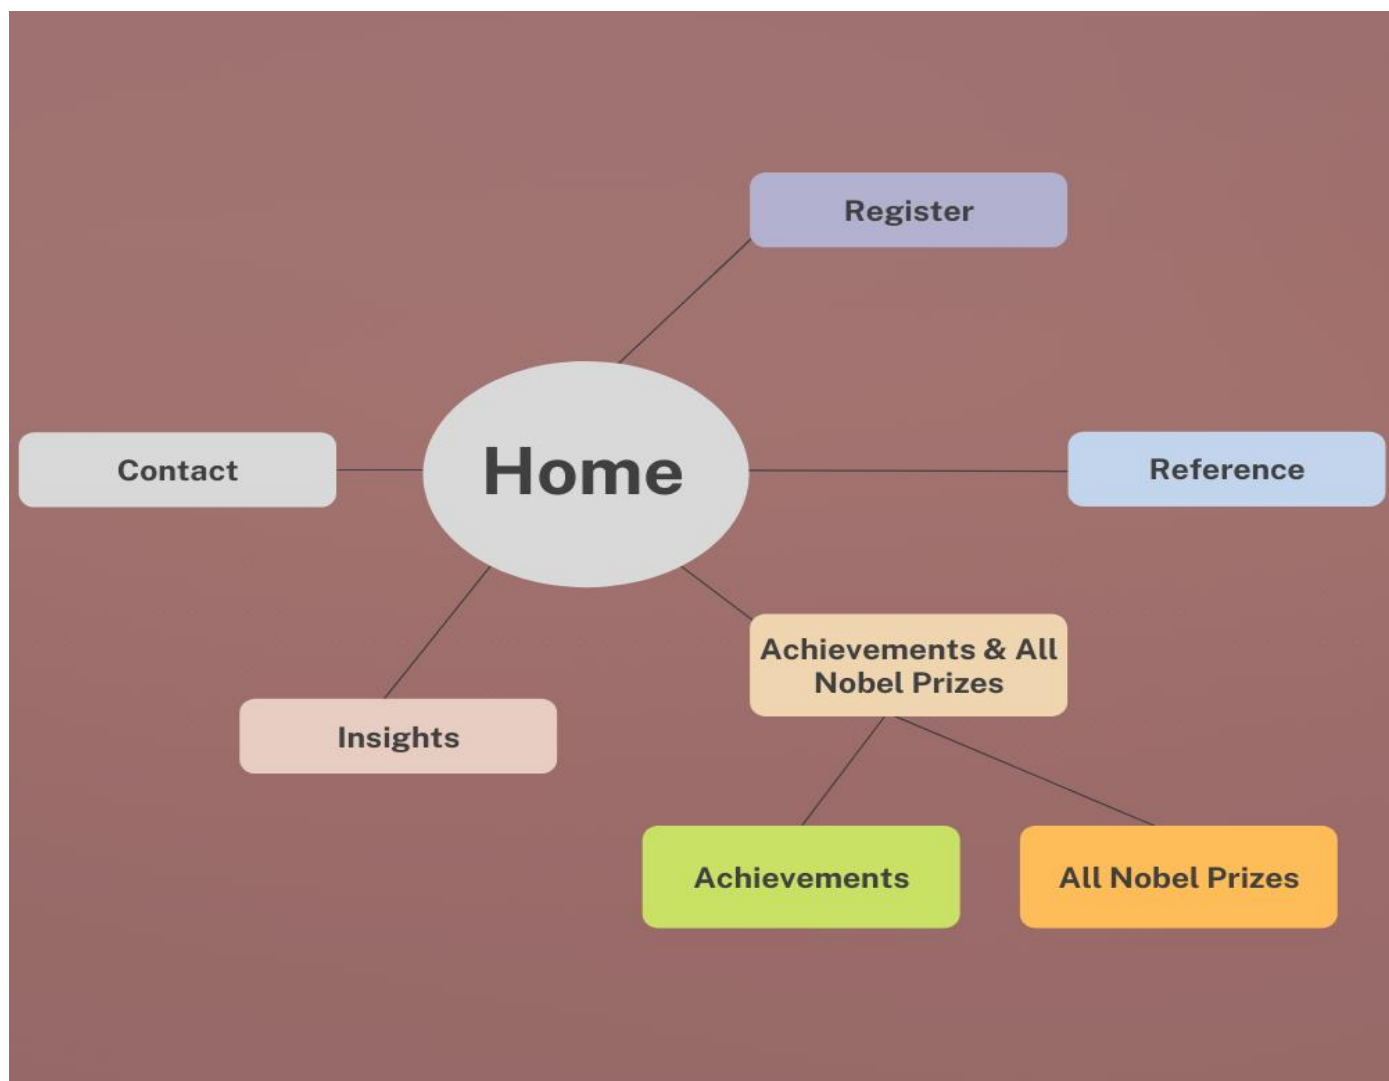 Register
Contact
Home
Reference
Achievements & All
Nobel Prizes
Insights
Achievements
All Nobel Prizes